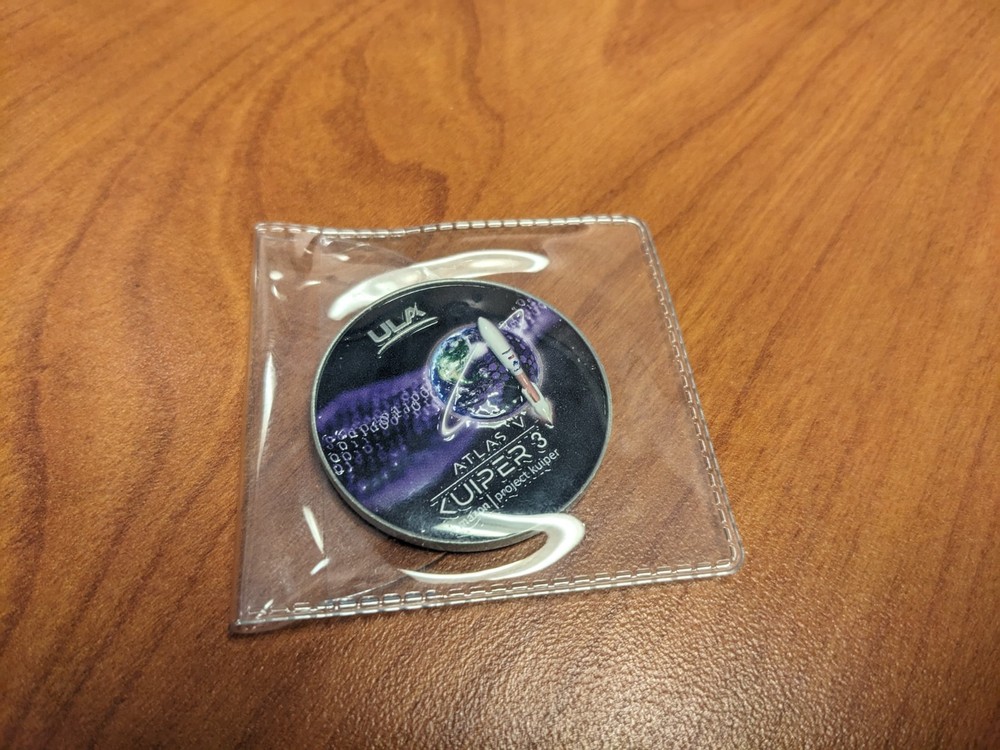 ULA
ATLAS V
KUIPER 3
project kuiper